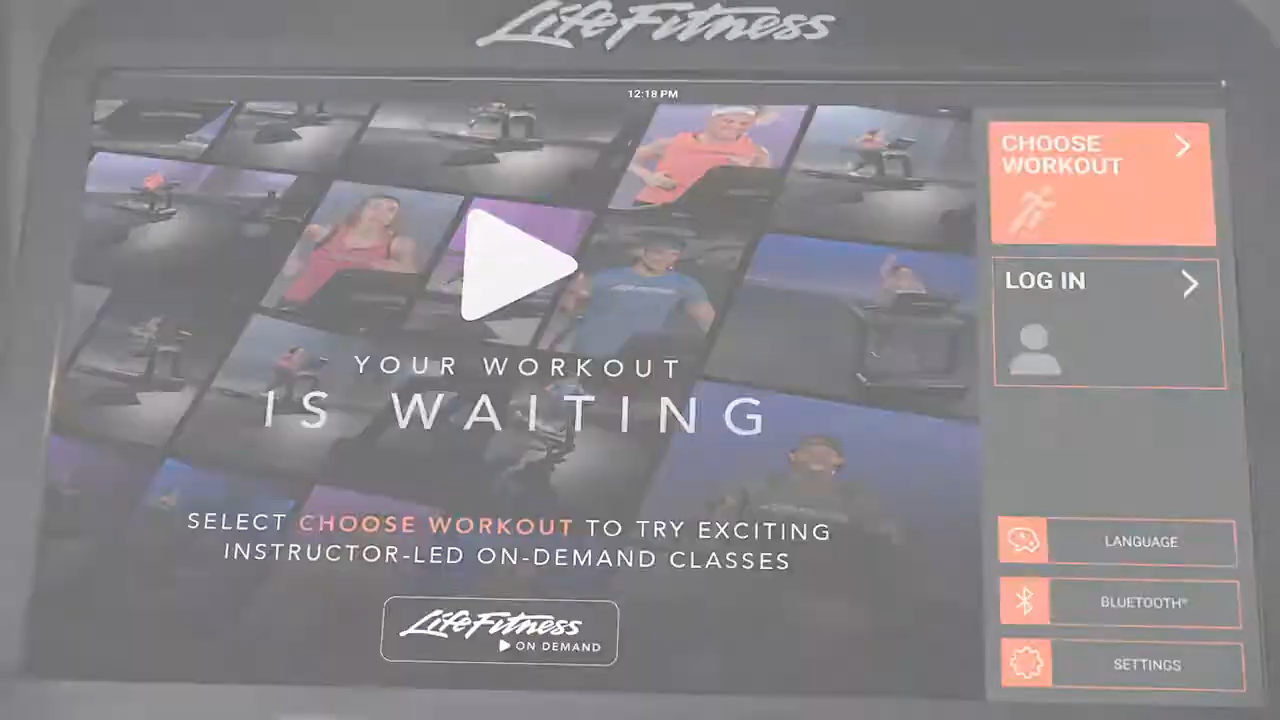 LifeFitness
12:18 PM
CHOOSE
WORKOUT
LOG IN
YOUR WORKOUT
IS WAITING
SELECT CHOOSE WORKOUT TO TRY EXCITING
INSTRUCTOR-LED ON-DEMAND CLASSES
LifeFitness
ON DEMAND
LANGUAGE
BLUETOOTH®
SETTINGS